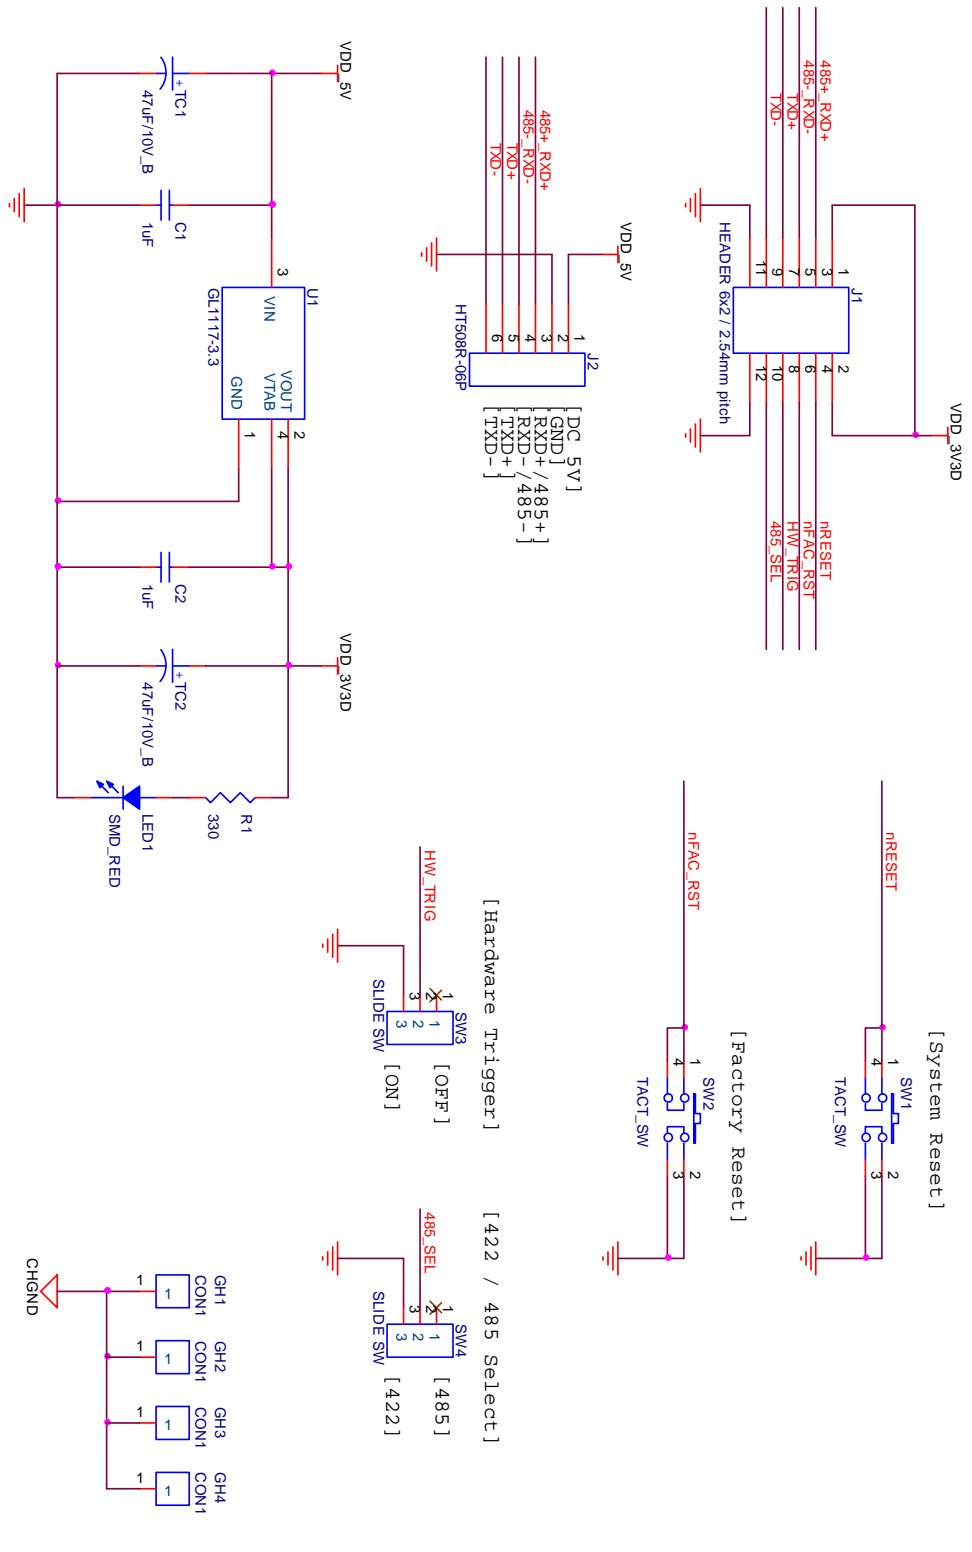 485+_RXD+
485-_RXD-
TXD+
TXD-
J1
1
3
5
7
9
11
2
4
6
8
10
12
HEADER 6x2 / 2.54mm pitch
VDD_3V3D
nRESET
nFAC_RST
HW_TRIG
485_SEL
VDD_5V
485+_RXD+
485-_RXD-
TXD+
TXD-
J2
1
2
3
4
5
6
HT508R-06P
[DC 5V]
[GND]
[RXD+/485+]
[RXD-/485-]
[TXD+]
[TXD-]
VDD_5V
TC1
+
47uF/10V_B
C1
1uF
U1
3
VIN
VOUT
VTAB
GND
2
4
1
GL1117-3.3
C2
1uF
VDD_3V3D
TC2
+
47uF/10V_B
R1
330
LED1
SMD_RED
[System Reset]
nRESET
SW1
1
4
2
3
TACT_SW
[Factory Reset]
nFAC_RST
SW2
1
4
2
3
TACT_SW
[Hardware Trigger]
HW_TRIG
SW3
1
2
3
1
2
3
SLIDE SW
[OFF]
[ON]
[422 / 485 Select]
485_SEL
SW4
1
2
3
1
2
3
SLIDE SW
[485]
[422]
GH1
CON1
1
1
GH2
CON1
1
1
GH3
CON1
1
1
GH4
CON1
1
1
CHGND